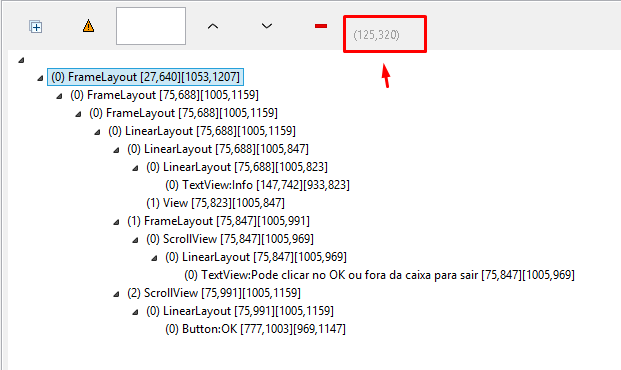 (125,320)
(0) FrameLayout [27,640][1053,1207]
(0) FrameLayout [75,688][1005,1159]
(0) FrameLayout [75,688][1005,1159]
(0) LinearLayout [75,688][1005,1159]
(0) LinearLayout [75,688][1005,847]
(0) LinearLayout [75,688][1005,823]
(0) TextView:Info [147,742][933,823]
(1) View [75,823][1005,847]
(1) FrameLayout [75,847][1005,991]
(0) ScrollView [75,847][1005,969]
(0) LinearLayout [75,847][1005,969]
(0) TextView:Pode clicar no OK ou fora da caixa para sair [75,847][1005,969]
(2) ScrollView [75,991][1005,1159]
(0) LinearLayout [75,991][1005,1159]
(0) Button:OK [777,1003][969,1147]